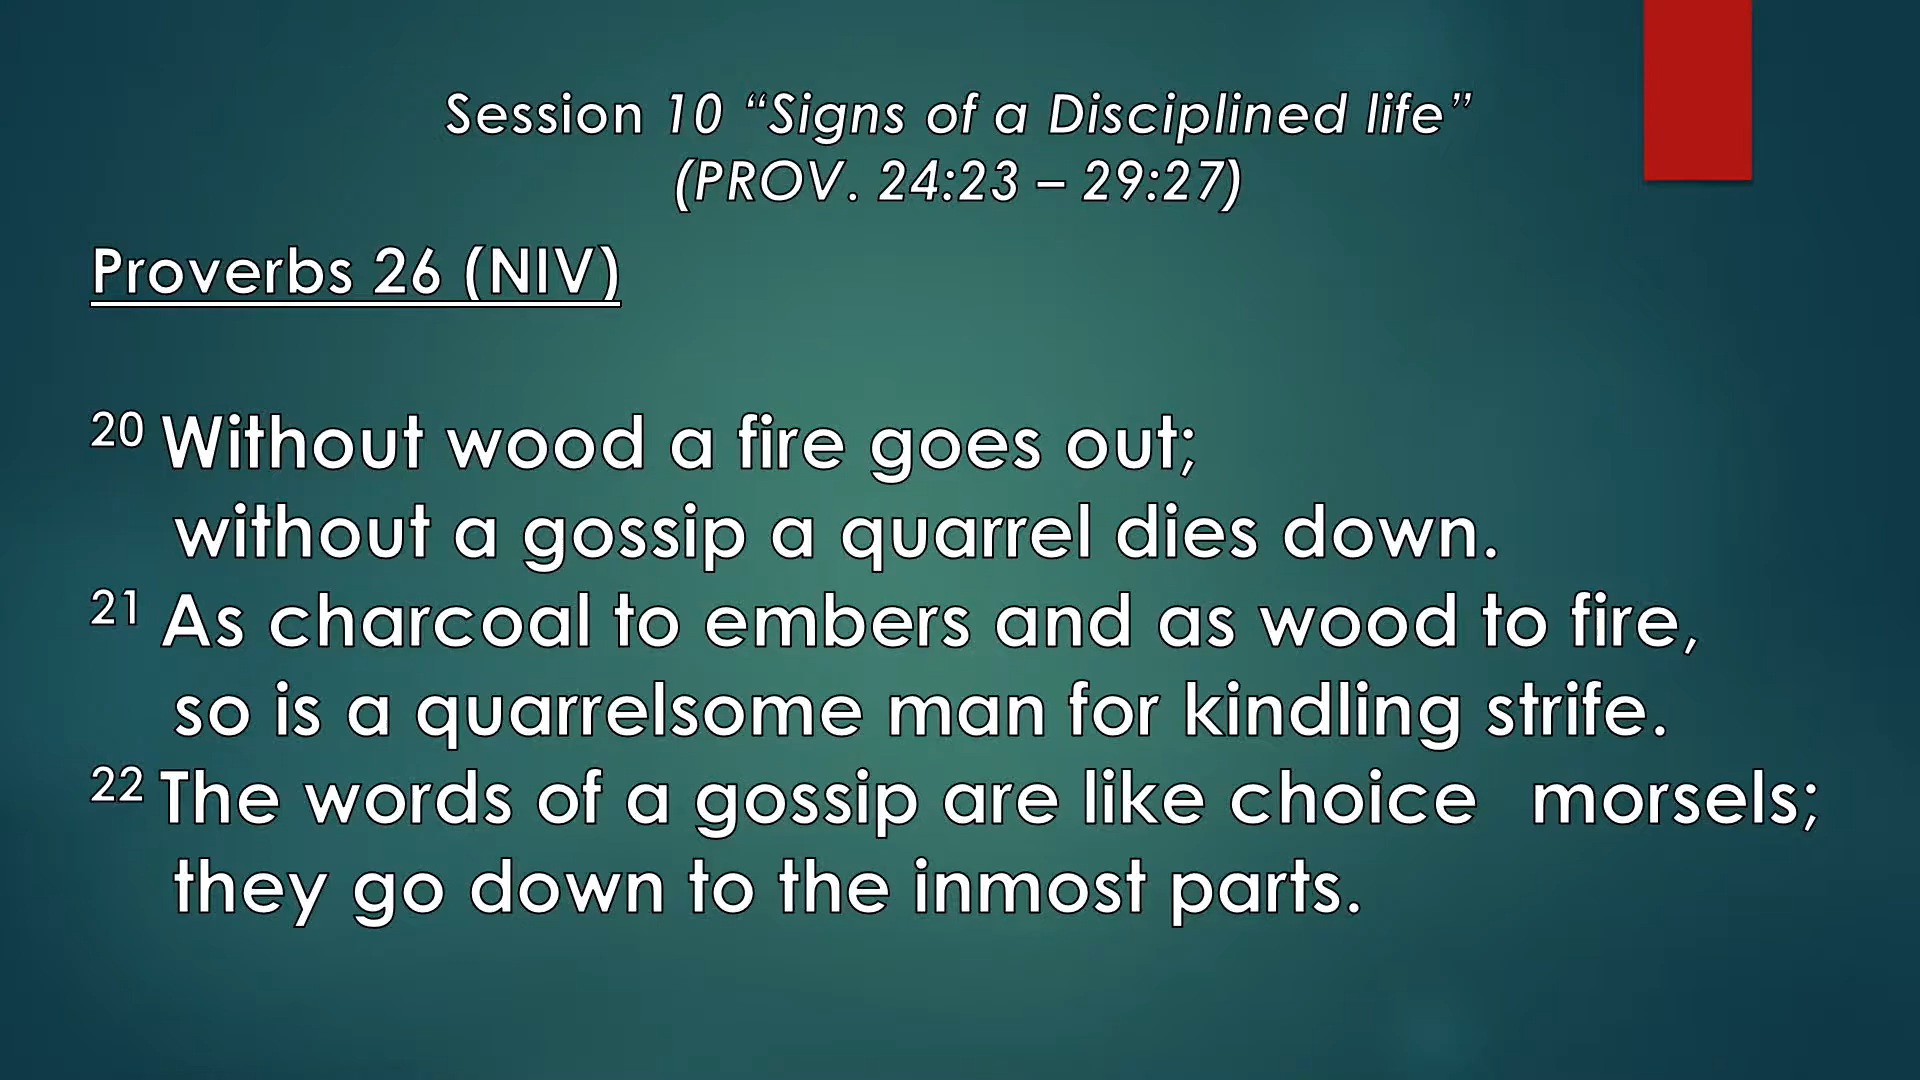 Session 10 “Signs of a Disciplined life”
(PROV. 24:23 – 29:27)
Proverbs 26 (NIV)
20 Without wood a fire goes out;
without a gossip a quarrel dies down.
21 As charcoal to embers and as wood to fire,
so is a quarrelsome man for kindling strife.
22 The words of a gossip are like choice morsels;
they go down to the inmost parts.